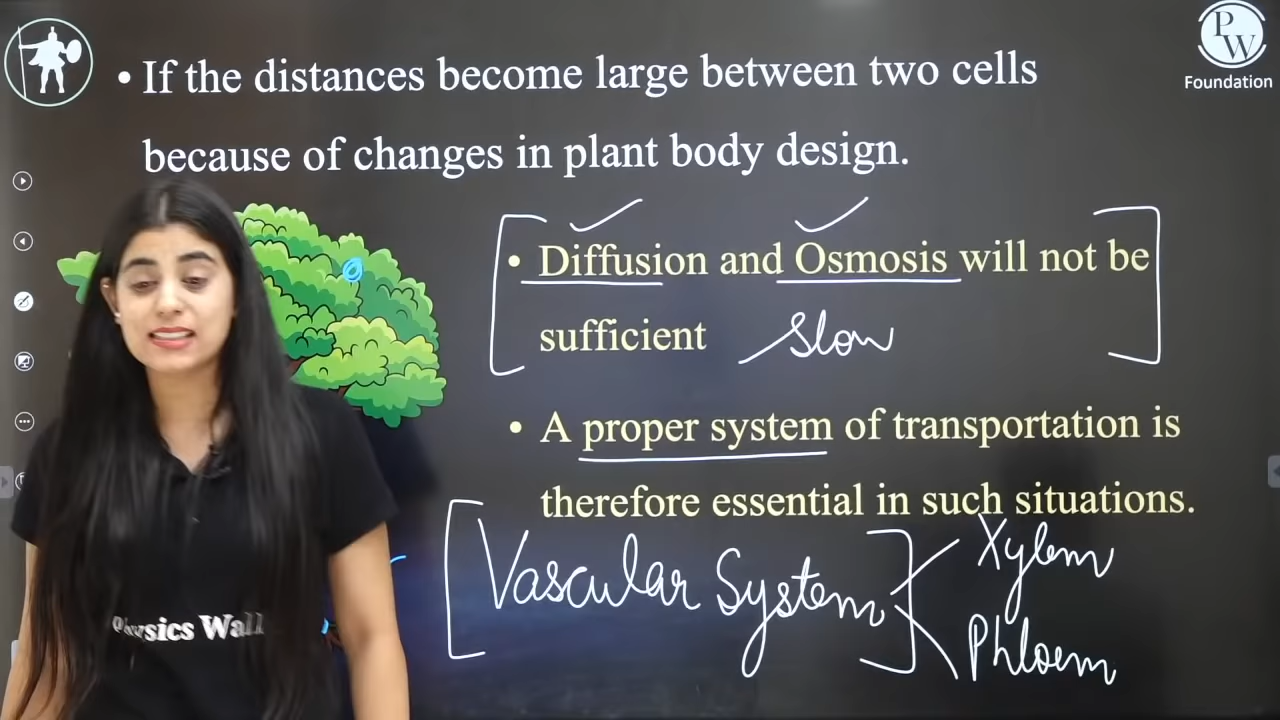 PW
Foundation
• If the distances become large between two cells
because of changes in plant body design.
• Diffusion and Osmosis will not be
sufficient Slow
• A proper system of transportation is
therefore essential in such situations.
Vascular System
Xylem
Phloem
Physics Wall